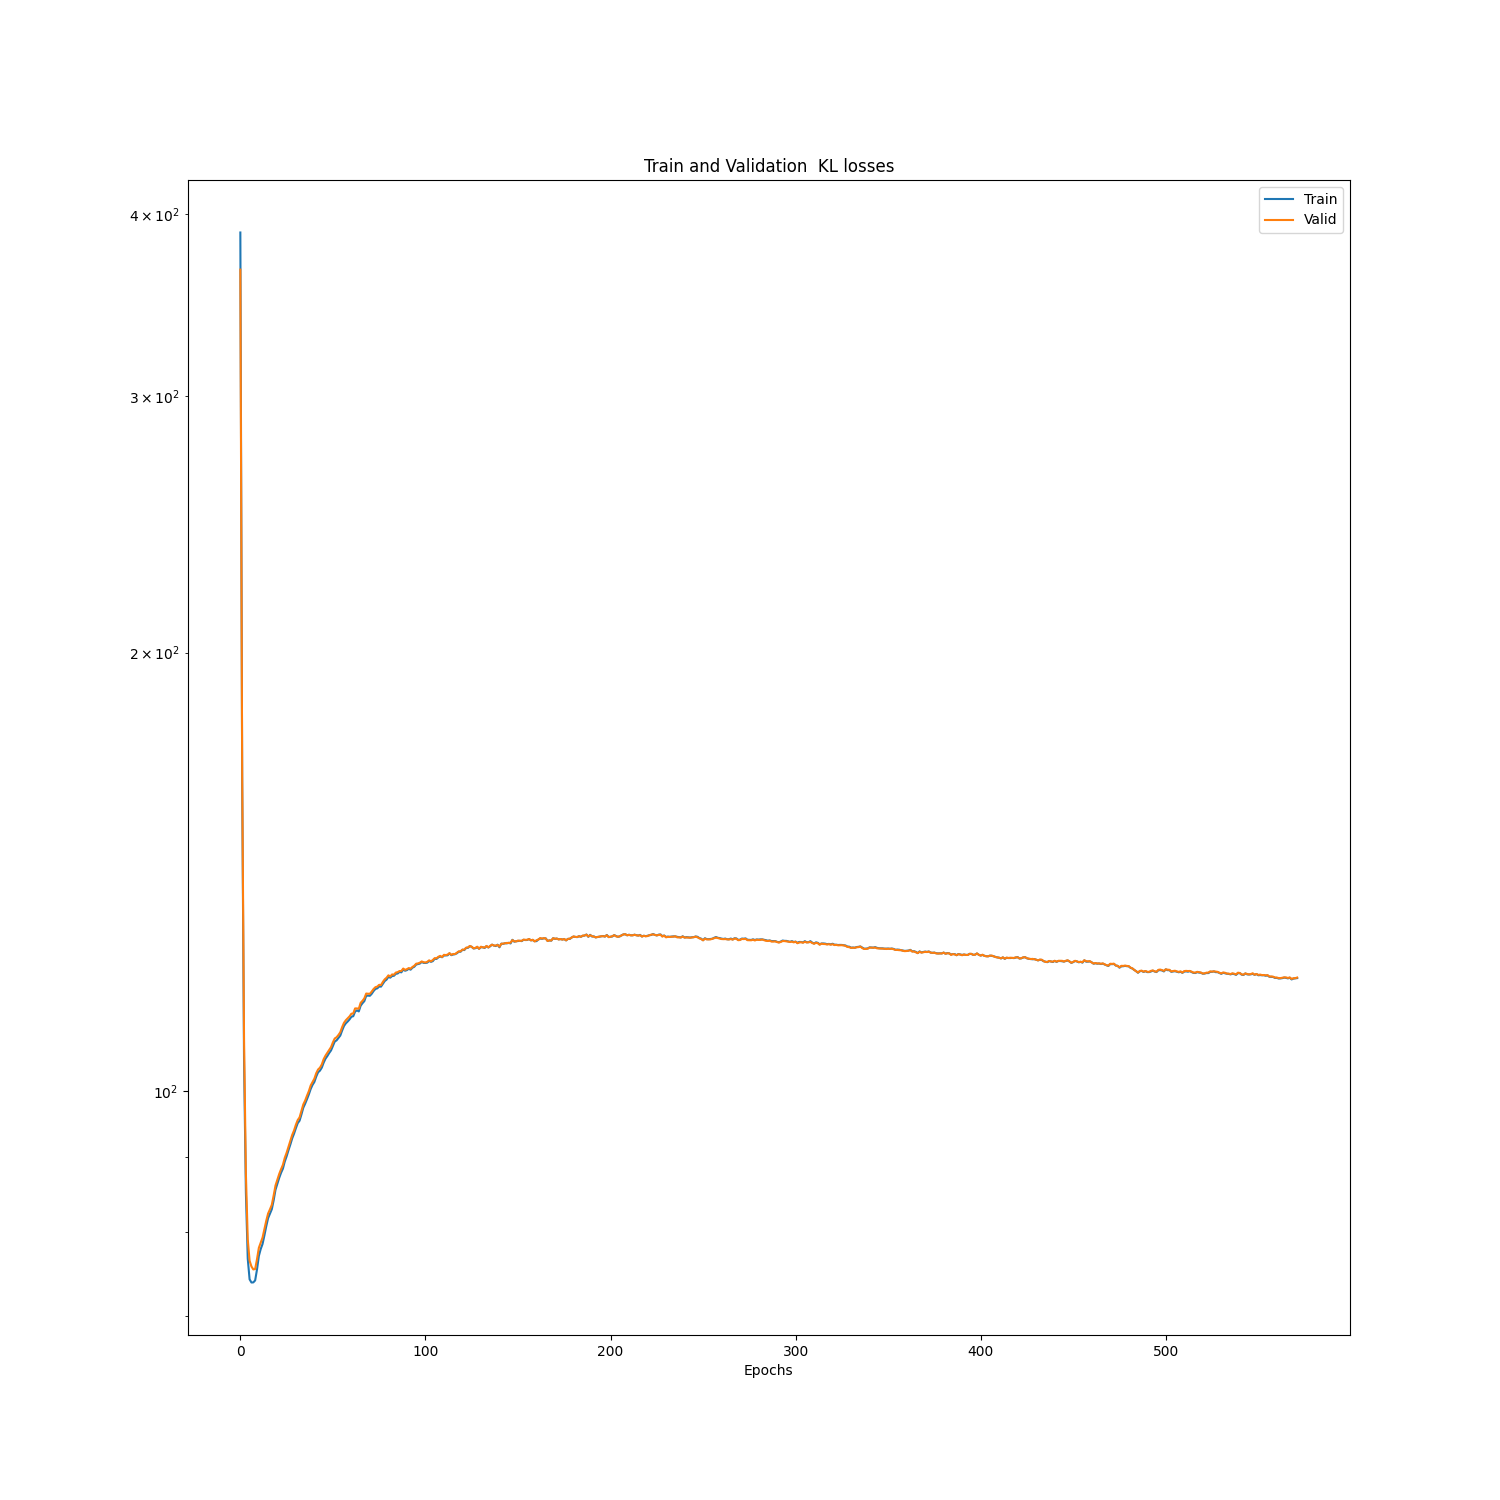 Train and Validation  KL losses
Train
Valid
4 × 10²
3 × 10²
2 × 10²
10²
0 100 200 300 400 500
Epochs